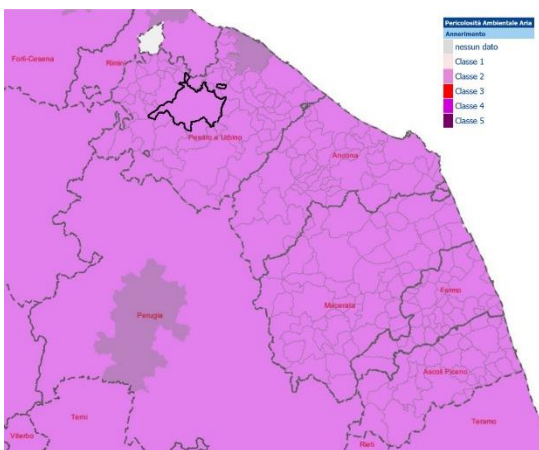 Pericolosità Ambientale Aria
Annerimento
nessun dato
Classe 1
Classe 2
Classe 3
Classe 4
Classe 5
Forlì-Cesena
Rimini
Pesaro e Urbino
Ancona
Macerata
Fermo
Perugia
Ascoli Piceno
Terni
Teramo
Viterbo
Rieti